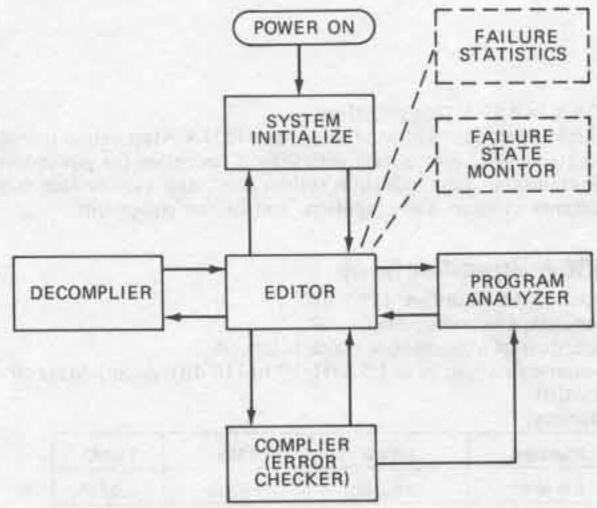 POWER ON
FAILURE
STATISTICS
SYSTEM
INITIALIZE
FAILURE
STATE
MONITOR
DECOMPLIER
EDITOR
PROGRAM
ANALYZER
COMPLIER
(ERROR
CHECKER)